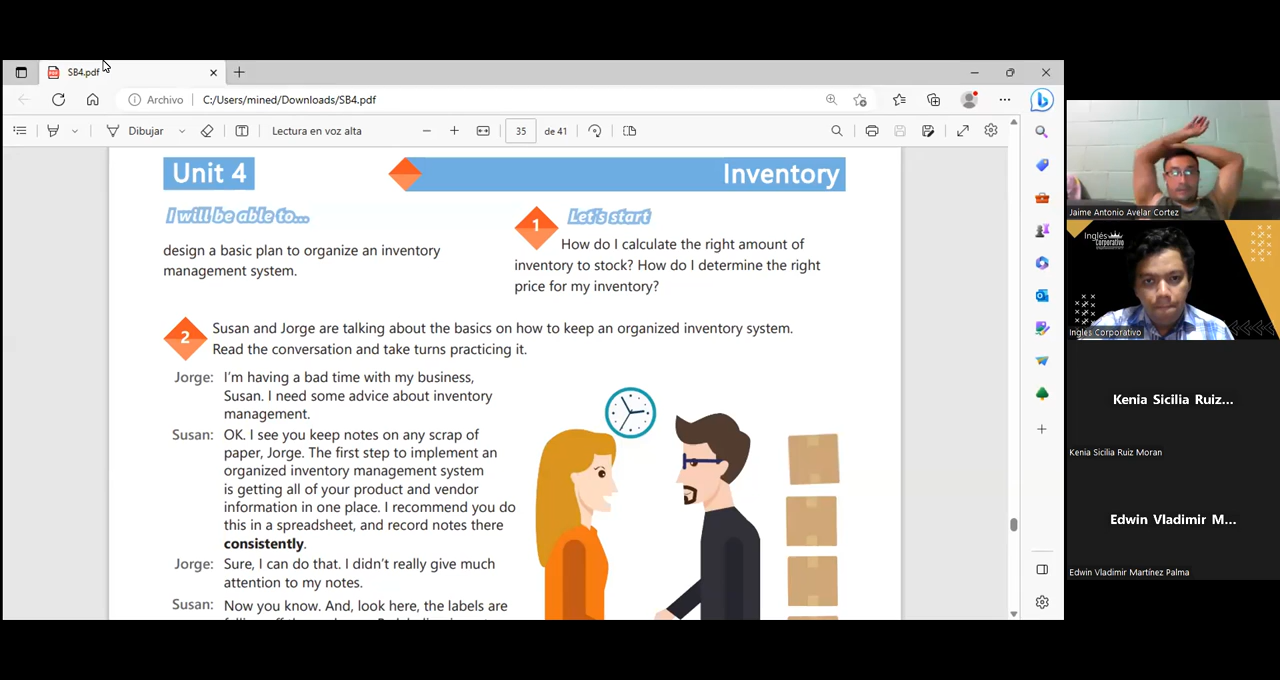 SB4.pdf
Archivo
C:/Users/mined/Downloads/SB4.pdf
Dibujar
Lectura en voz alta
35
de 41
Unit 4
Inventory
I will be able to...
design a basic plan to organize an inventory
management system.
1
Let's start
How do I calculate the right amount of
inventory to stock? How do I determine the right
price for my inventory?
2
Susan and Jorge are talking about the basics on how to keep an organized inventory system.
Read the conversation and take turns practicing it.
Jorge: I'm having a bad time with my business,
Susan. I need some advice about inventory
management.
Susan: OK. I see you keep notes on any scrap of
paper, Jorge. The first step to implement an
organized inventory management system
is getting all of your product and vendor
information in one place. I recommend you do
this in a spreadsheet, and record notes there
consistently.
Jorge: Sure, I can do that. I didn't really give much
attention to my notes.
Susan: Now you know. And, look here, the labels are
Jaime Antonio Avelar Cortez
Inglés
Corporativo
Inglés Corporativo
Kenia Sicilia Ruiz...
Kenia Sicilia Ruiz Moran
Edwin Vladimir M...
Edwin Vladimir Martínez Palma